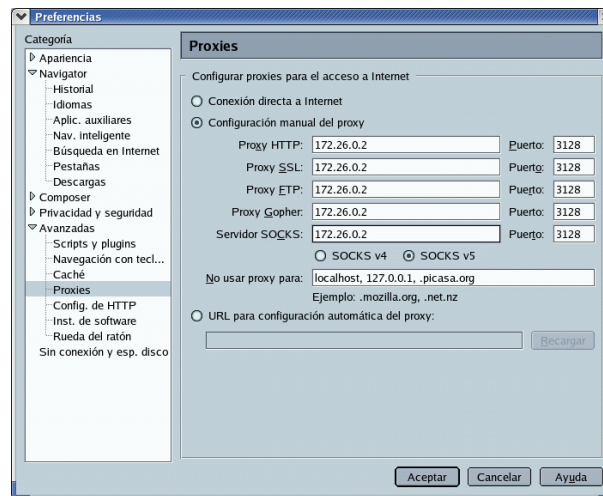 Preferencias
Categoría
Apariencia
Navigator
Historial
Idiomas
Aplic. auxiliares
Nav. inteligente
Búsqueda en Internet
Pestañas
Descargas
Composer
Privacidad y seguridad
Avanzadas
Scripts y plugins
Navegación con tecl...
Caché
Proxies
Config. de HTTP
Inst. de software
Rueda del ratón
Sin conexión y esp. disco
Proxies
Configurar proxies para el acceso a Internet
Conexión directa a Internet
Configuración manual del proxy
Proxy HTTP: 172.26.0.2 Puerto: 3128
Proxy SSL: 172.26.0.2 Puerto: 3128
Proxy FTP: 172.26.0.2 Puerto: 3128
Proxy Gopher: 172.26.0.2 Puerto: 3128
Servidor SOCKS: 172.26.0.2 Puerto: 3128
SOCKS v4 SOCKS v5
No usar proxy para: localhost, 127.0.0.1, .picasa.org
Ejemplo: .mozilla.org, .net.nz
URL para configuración automática del proxy:
Recargar
Aceptar Cancelar Ayuda